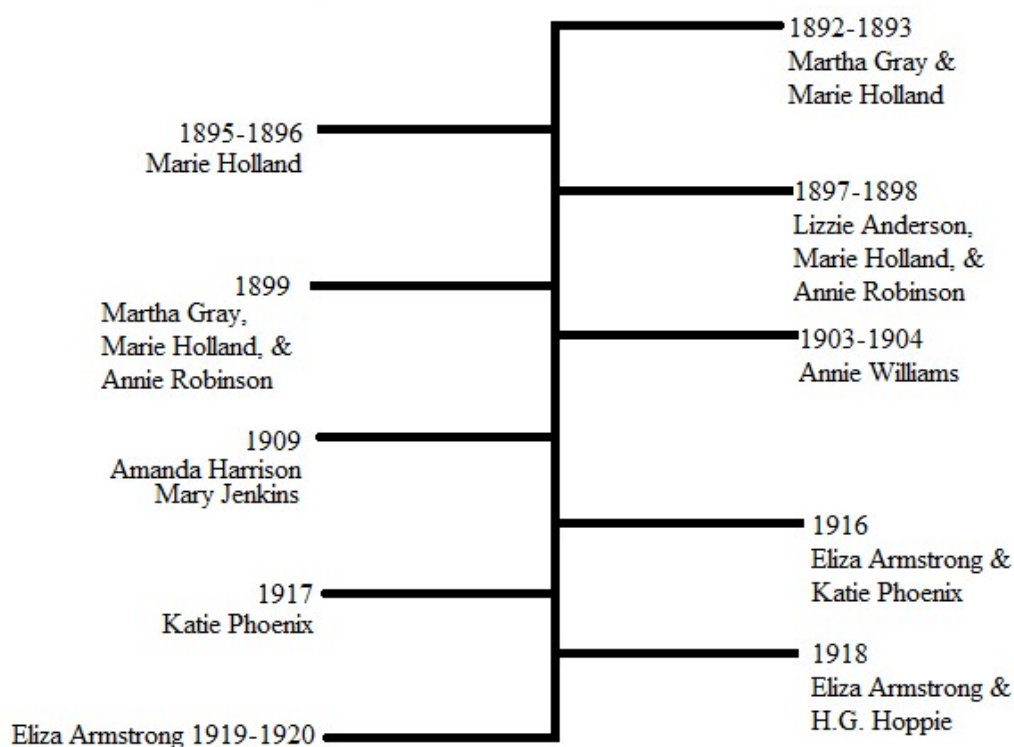 1892-1893
Martha Gray &
Marie Holland
1895-1896
Marie Holland
1897-1898
Lizzie Anderson,
Marie Holland, &
Annie Robinson
1899
Martha Gray,
Marie Holland, &
Annie Robinson
1903-1904
Annie Williams
1909
Amanda Harrison
Mary Jenkins
1916
Eliza Armstrong &
Katie Phoenix
1917
Katie Phoenix
1918
Eliza Armstrong &
H.G. Hoppie
Eliza Armstrong 1919-1920